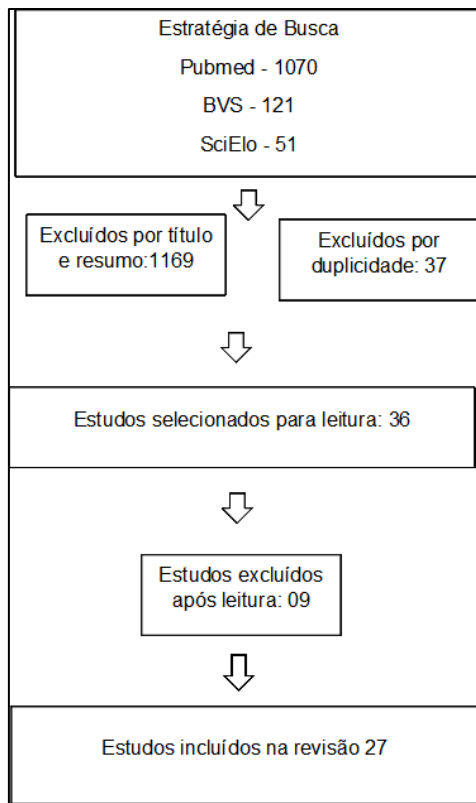 Estratégia de Busca
Pubmed - 1070
BVS - 121
SciElo - 51
Excluídos por título
e resumo:1169
Excluídos por
duplicidade: 37
Estudos selecionados para leitura: 36
Estudos excluídos
após leitura: 09
Estudos incluídos na revisão 27